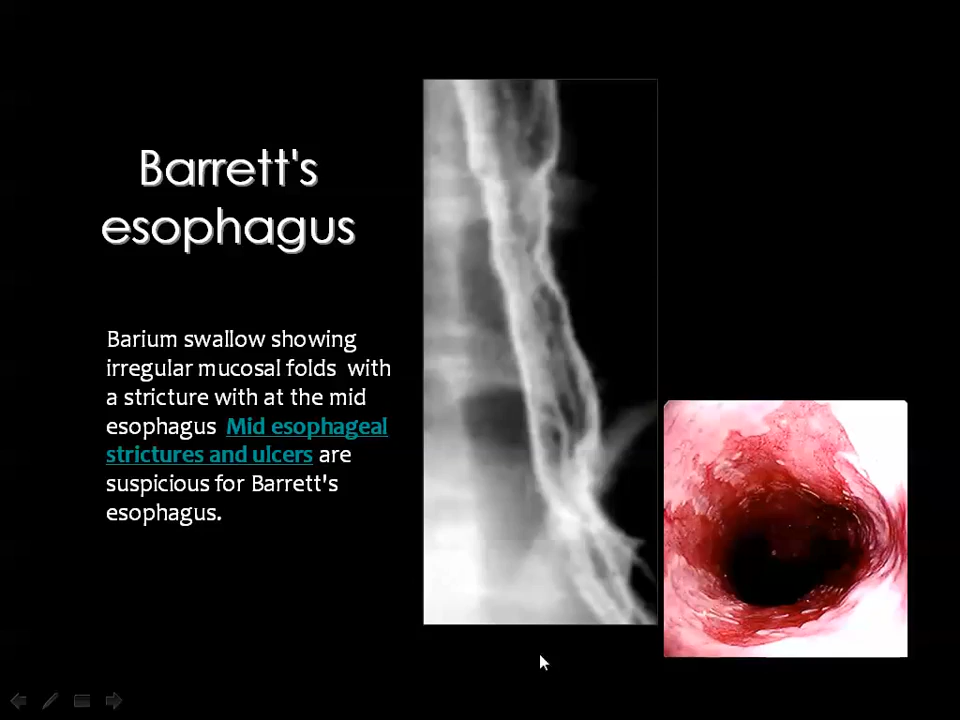 Barrett's
esophagus
Barium swallow showing
irregular mucosal folds with
a stricture with at the mid
esophagus Mid esophageal
strictures and ulcers are
suspicious for Barrett's
esophagus.